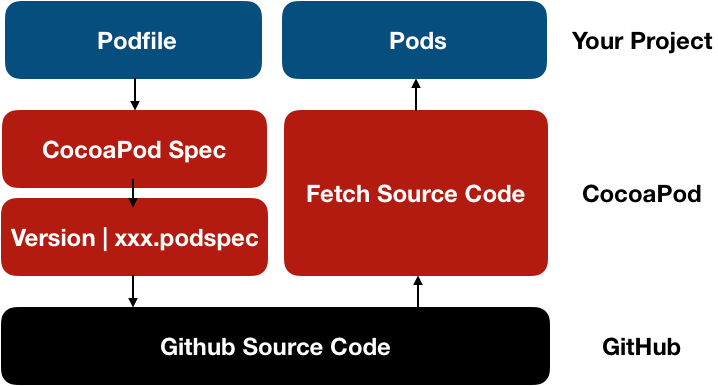 Podfile
Pods
Your Project
CocoaPod Spec
Fetch Source Code
CocoaPod
Version | xxx.podspec
Github Source Code
GitHub